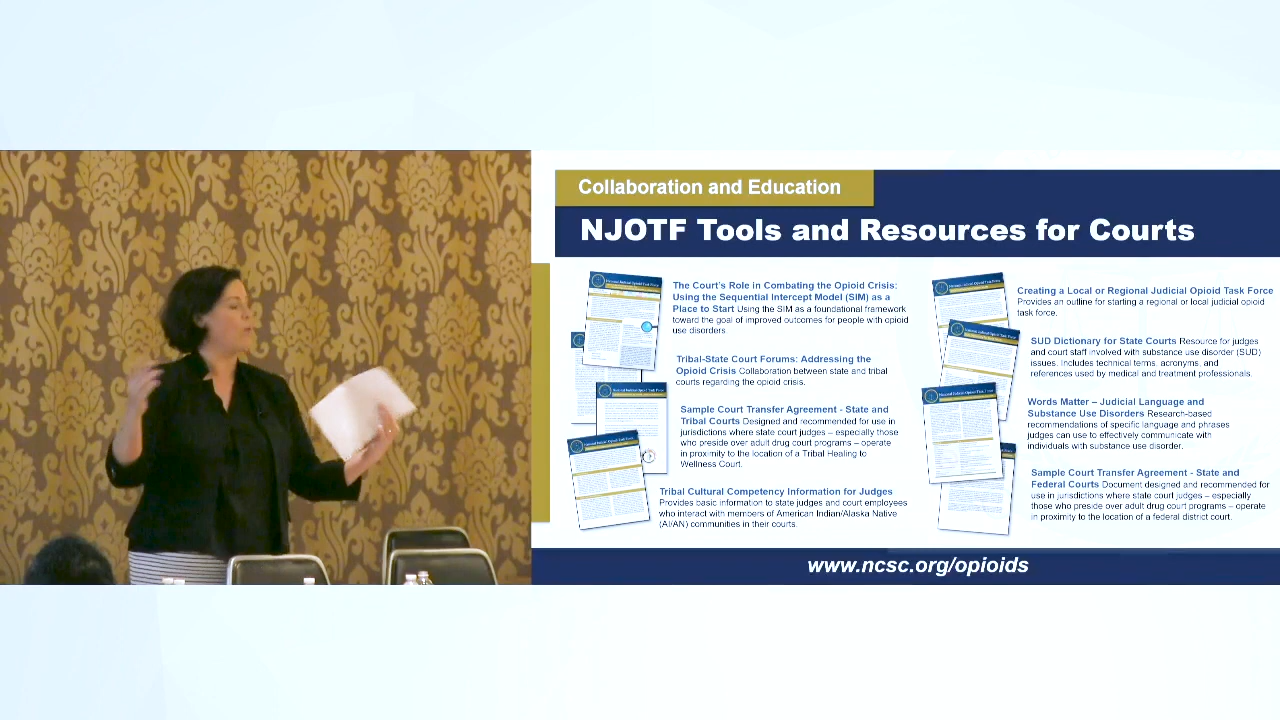 Collaboration and Education
NJOTF Tools and Resources for Courts
The Court's Role in Combating the Opioid Crisis:
Using the Sequential Intercept Model (SIM) as a
Place to Start Using the SIM as a foundational framework
toward the goal of improved outcomes for people with opioid
use disorders.
Tribal-State Court Forums: Addressing the
Opioid Crisis Collaboration between state and tribal
courts regarding the opioid crisis.
Sample Court Transfer Agreement - State and
Tribal Courts Designed and recommended for use in
jurisdictions where state court judges – especially those
who preside over adult drug court programs – operate
in proximity to the location of a Tribal Healing to
Wellness Court.
Tribal Cultural Competency Information for Judges
Provides basic information to state judges and court employees
who interact with members of American Indian/Alaska Native
(AI/AN) communities in their courts.
Creating a Local or Regional Judicial Opioid Task Force
Provides an outline for starting a regional or local judicial opioid
task force.
SUD Dictionary for State Courts Resource for judges
and court staff involved with substance use disorder (SUD)
issues. Includes technical terms, acronyms, and
references used by medical and treatment professionals.
Words Matter – Judicial Language and
Substance Use Disorders Research-based
recommendations of specific language and phrases
judges can use to effectively communicate with
individuals with substance use disorder.
Sample Court Transfer Agreement - State and
Federal Courts Document designed and recommended for
use in jurisdictions where state court judges – especially
those who preside over adult drug court programs – operate
in proximity to the location of a federal district court.
www.ncsc.org/opioids